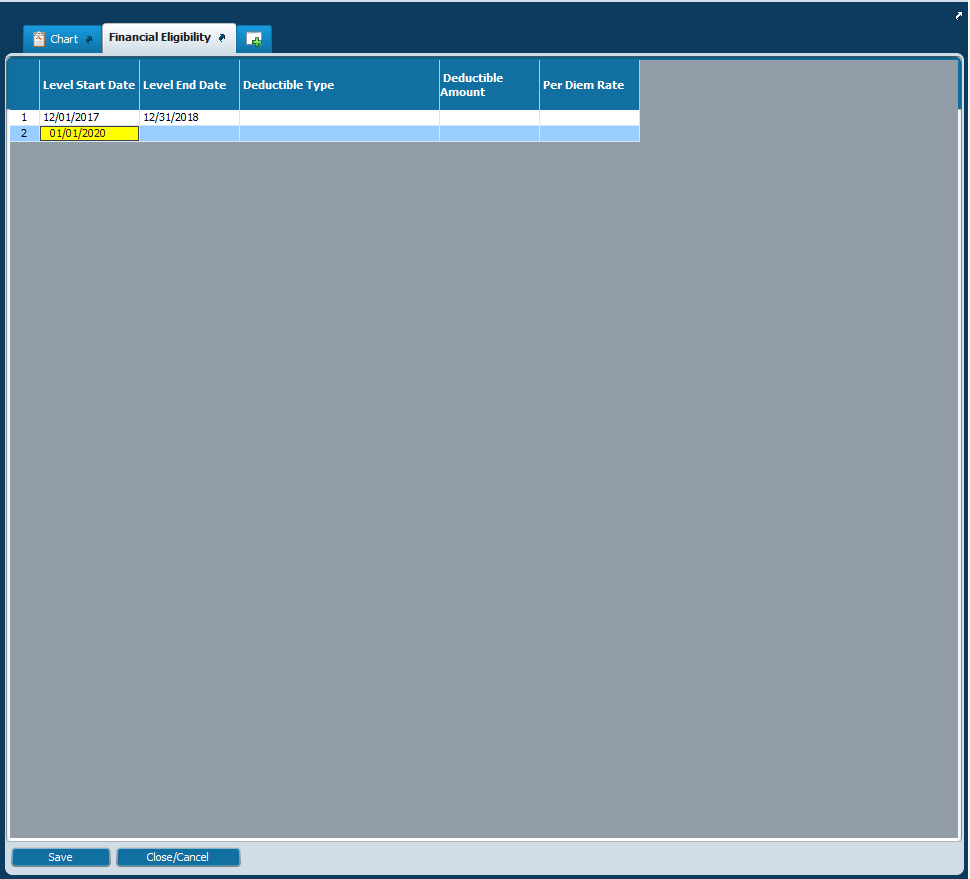 Chart Financial Eligibility
Level Start Date Level End Date Deductible Type Deductible Amount Per Diem Rate
1 12/01/2017 12/31/2018
2 01/01/2020
Save Close/Cancel